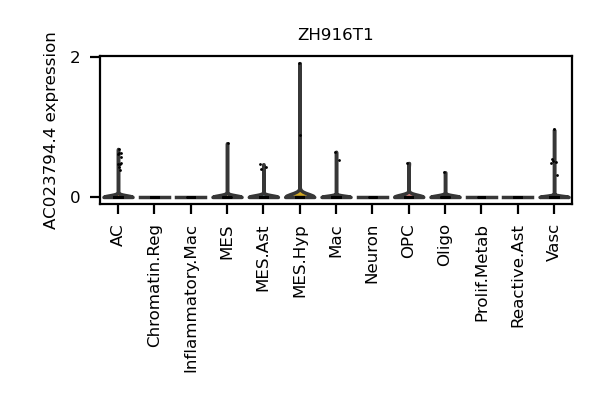 ZH916T1
AC023794.4 expression
2
0
AC
Chromatin.Reg
Inflammatory.Mac
MES
MES.Ast
MES.Hyp
Mac
Neuron
OPC
Oligo
Prolif.Metab
Reactive.Ast
Vasc